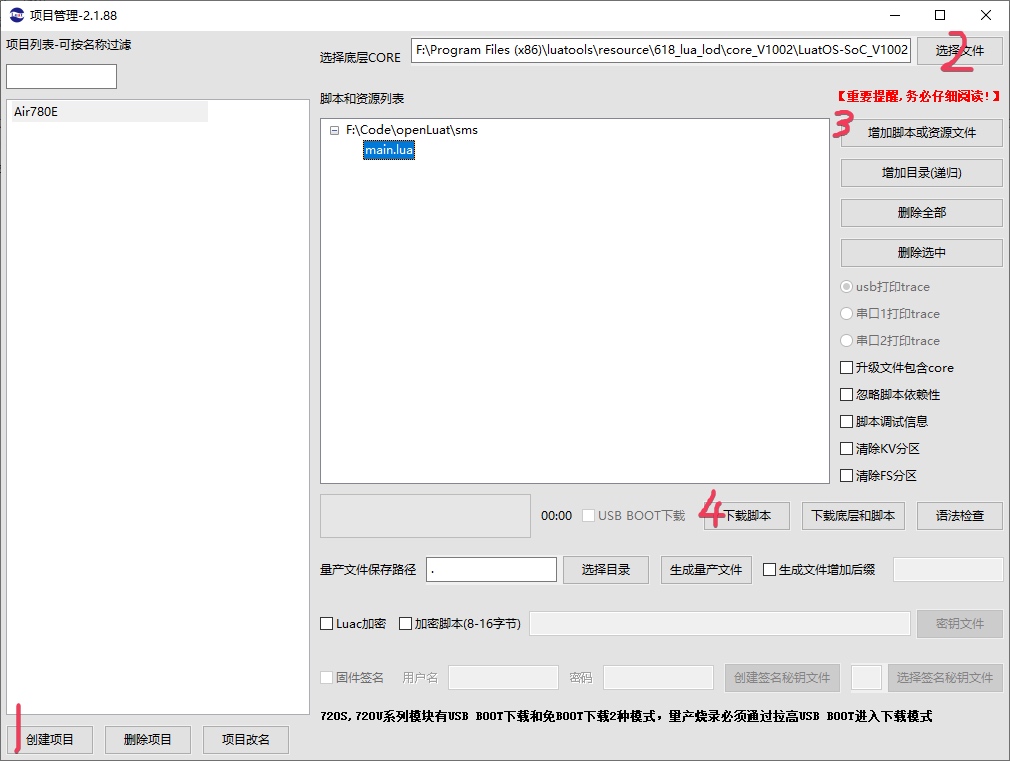 项目管理-2.1.88
项目列表-可按名称过滤
选择底层CORE F:\Program Files (x86)\luatools\resource\618_lua_lod\core_V1002\LuatOS-SoC_V1002 选择文件 2
Air780E
脚本和资源列表
【重要提醒,务必仔细阅读!】
F:\Code\openLuat\sms
main.lua
3
增加脚本或资源文件
增加目录(递归)
删除全部
删除选中
usb打印trace
串口1打印trace
串口2打印trace
升级文件包含core
忽略脚本依赖性
脚本调试信息
清除KV分区
清除FS分区
00:00 USB BOOT下载 4 下载脚本 下载底层和脚本 语法检查
量产文件保存路径 . 选择目录 生成量产文件 生成文件增加后缀
Luac加密 加密脚本(8-16字节) 密钥文件
固件签名 用户名 密码 创建签名秘钥文件 选择签名秘钥文件
720S,720U系列模块有USB BOOT下载和免BOOT下载2种模式，量产烧录必须通过拉高USB BOOT进入下载模式
1 创建项目 删除项目 项目改名